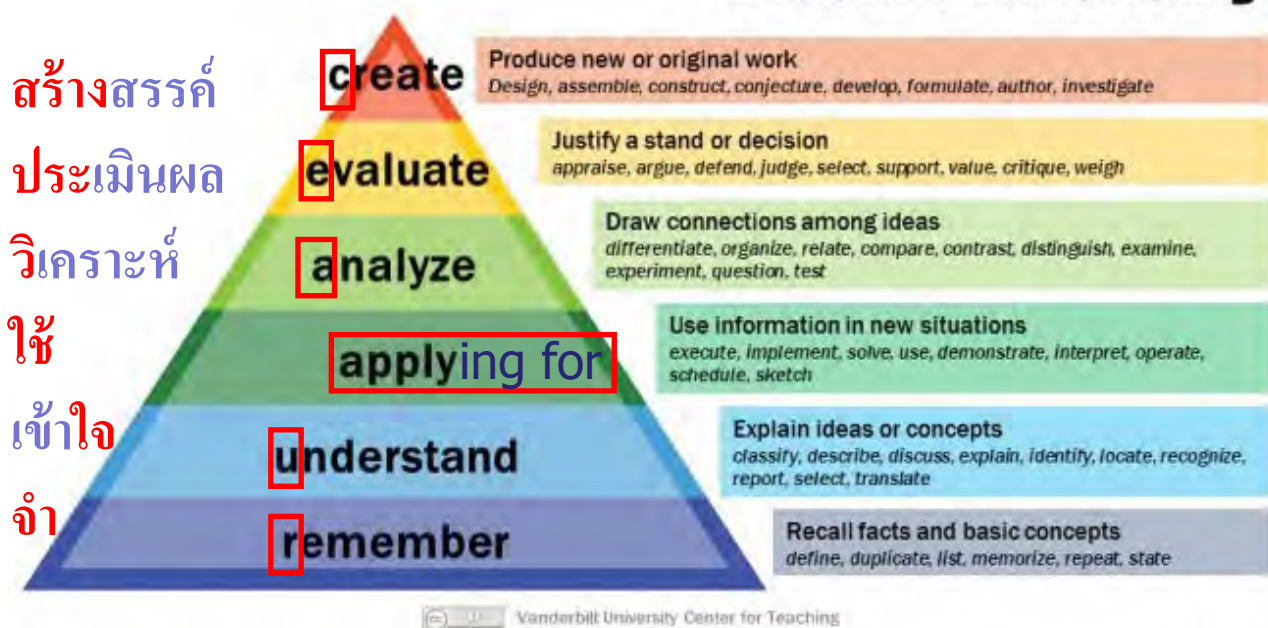 สร้างสรรค์
ประเมินผล
วิเคราะห์
ใช้
เข้าใจ
จำ
create
evaluate
analyze
applying for
understand
remember
Produce new or original work
Design, assemble, construct, conjecture, develop, formulate, author, investigate
Justify a stand or decision
appraise, argue, defend, judge, select, support, value, critique, weigh
Draw connections among ideas
differentiate, organize, relate, compare, contrast, distinguish, examine,
experiment, question, test
Use information in new situations
execute, implement, solve, use, demonstrate, interpret, operate,
schedule, sketch
Explain ideas or concepts
classify, describe, discuss, explain, identify, locate, recognize,
report, select, translate
Recall facts and basic concepts
define, duplicate, list, memorize, repeat, state
Vanderbilt University Center for Teaching